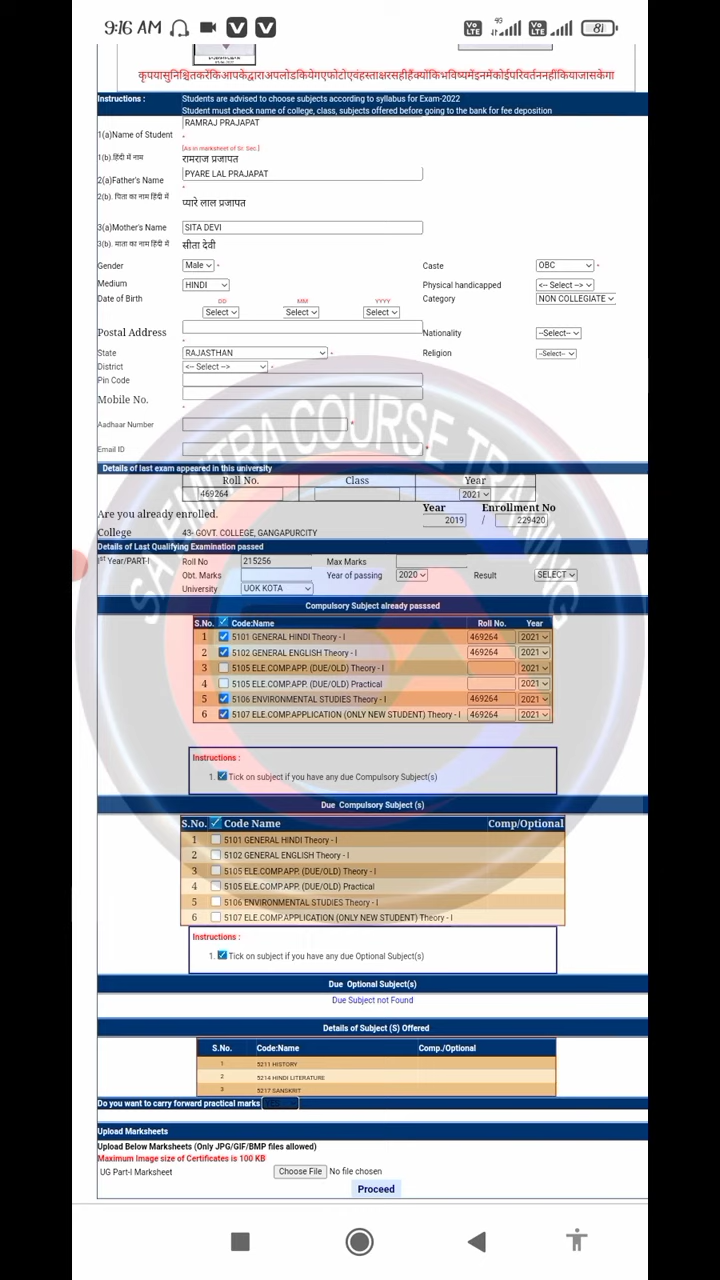 9:16 AM Vo LTE 4G Vo LTE 81
कृपयासुनिश्चितकरेंकिआपकेद्वाराअपलोडकियेगएफोटोएवंहस्ताक्षरसहीहैंक्योंकिभविष्यमेंइनमेंकोईपरिवर्तननहींकियाजासकेगा
Instructions : Students are advised to choose subjects according to syllabus for Exam-2022
Student must check name of college, class, subjects offered before going to the bank for fee deposition
1(a)Name of Student RAMRAJ PRAJAPAT
[As in marksheet of Sr. Sec.]
1(b).हिंदी में नाम रामराज प्रजापत
2(a)Father's Name PYARE LAL PRAJAPAT
2(b). पिता का नाम हिंदी में प्यारे लाल प्रजापत
3(a)Mother's Name SITA DEVI
3(b). माता का नाम हिंदी में सीता देवी
Gender Male Caste OBC
Medium HINDI Physical handicapped <-- Select -->
Date of Birth DD MM YYYY Category NON COLLEGIATE
Select Select Select
Postal Address Nationality --Select--
State RAJASTHAN Religion --Select--
District <-- Select -->
Pin Code
Mobile No.
Aadhaar Number *
Email ID *
SAI EMITRA COURSE TRAINING
Details of last exam appeared in this university
Roll No. Class Year
469264 2021
Are you already enrolled. Year Enrollment No
2019 / 229420
College 43- GOVT. COLLEGE, GANGAPURCITY
Details of Last Qualifying Examination passed
Ist Year/PART-I Roll No 215256 Max Marks
Obt. Marks Year of passing 2020 Result SELECT
University UOK KOTA
Compulsory Subject already passsed
S.No. Code:Name Roll No. Year
1 5101 GENERAL HINDI Theory - I 469264 2021
2 5102 GENERAL ENGLISH Theory - I 469264 2021
3 5105 ELE.COMP.APP. (DUE/OLD) Theory - I 2021
4 5105 ELE.COMP.APP. (DUE/OLD) Practical 2021
5 5106 ENVIRONMENTAL STUDIES Theory - I 469264 2021
6 5107 ELE.COMP.APPLICATION (ONLY NEW STUDENT) Theory - I 469264 2021
Instructions :
1. Tick on subject if you have any due Compulsory Subject(s)
Due Compulsory Subject (s)
S.No. Code Name Comp/Optional
1 5101 GENERAL HINDI Theory - I
2 5102 GENERAL ENGLISH Theory - I
3 5105 ELE.COMP.APP. (DUE/OLD) Theory - I
4 5105 ELE.COMP.APP. (DUE/OLD) Practical
5 5106 ENVIRONMENTAL STUDIES Theory - I
6 5107 ELE.COMP.APPLICATION (ONLY NEW STUDENT) Theory - I
Instructions :
1. Tick on subject if you have any due Optional Subject(s)
Due Optional Subject(s)
Due Subject not Found
Details of Subject (S) Offered
S.No. Code:Name Comp./Optional
1 5211 HISTORY
2 5214 HINDI LITERATURE
3 5217 SANSKRIT
Do you want to carry forward practical marks
Upload Marksheets
Upload Below Marksheets (Only JPG/GIF/BMP files allowed)
Maximum Image size of Certificates is 100 KB
UG Part-I Marksheet Choose File No file chosen
Proceed